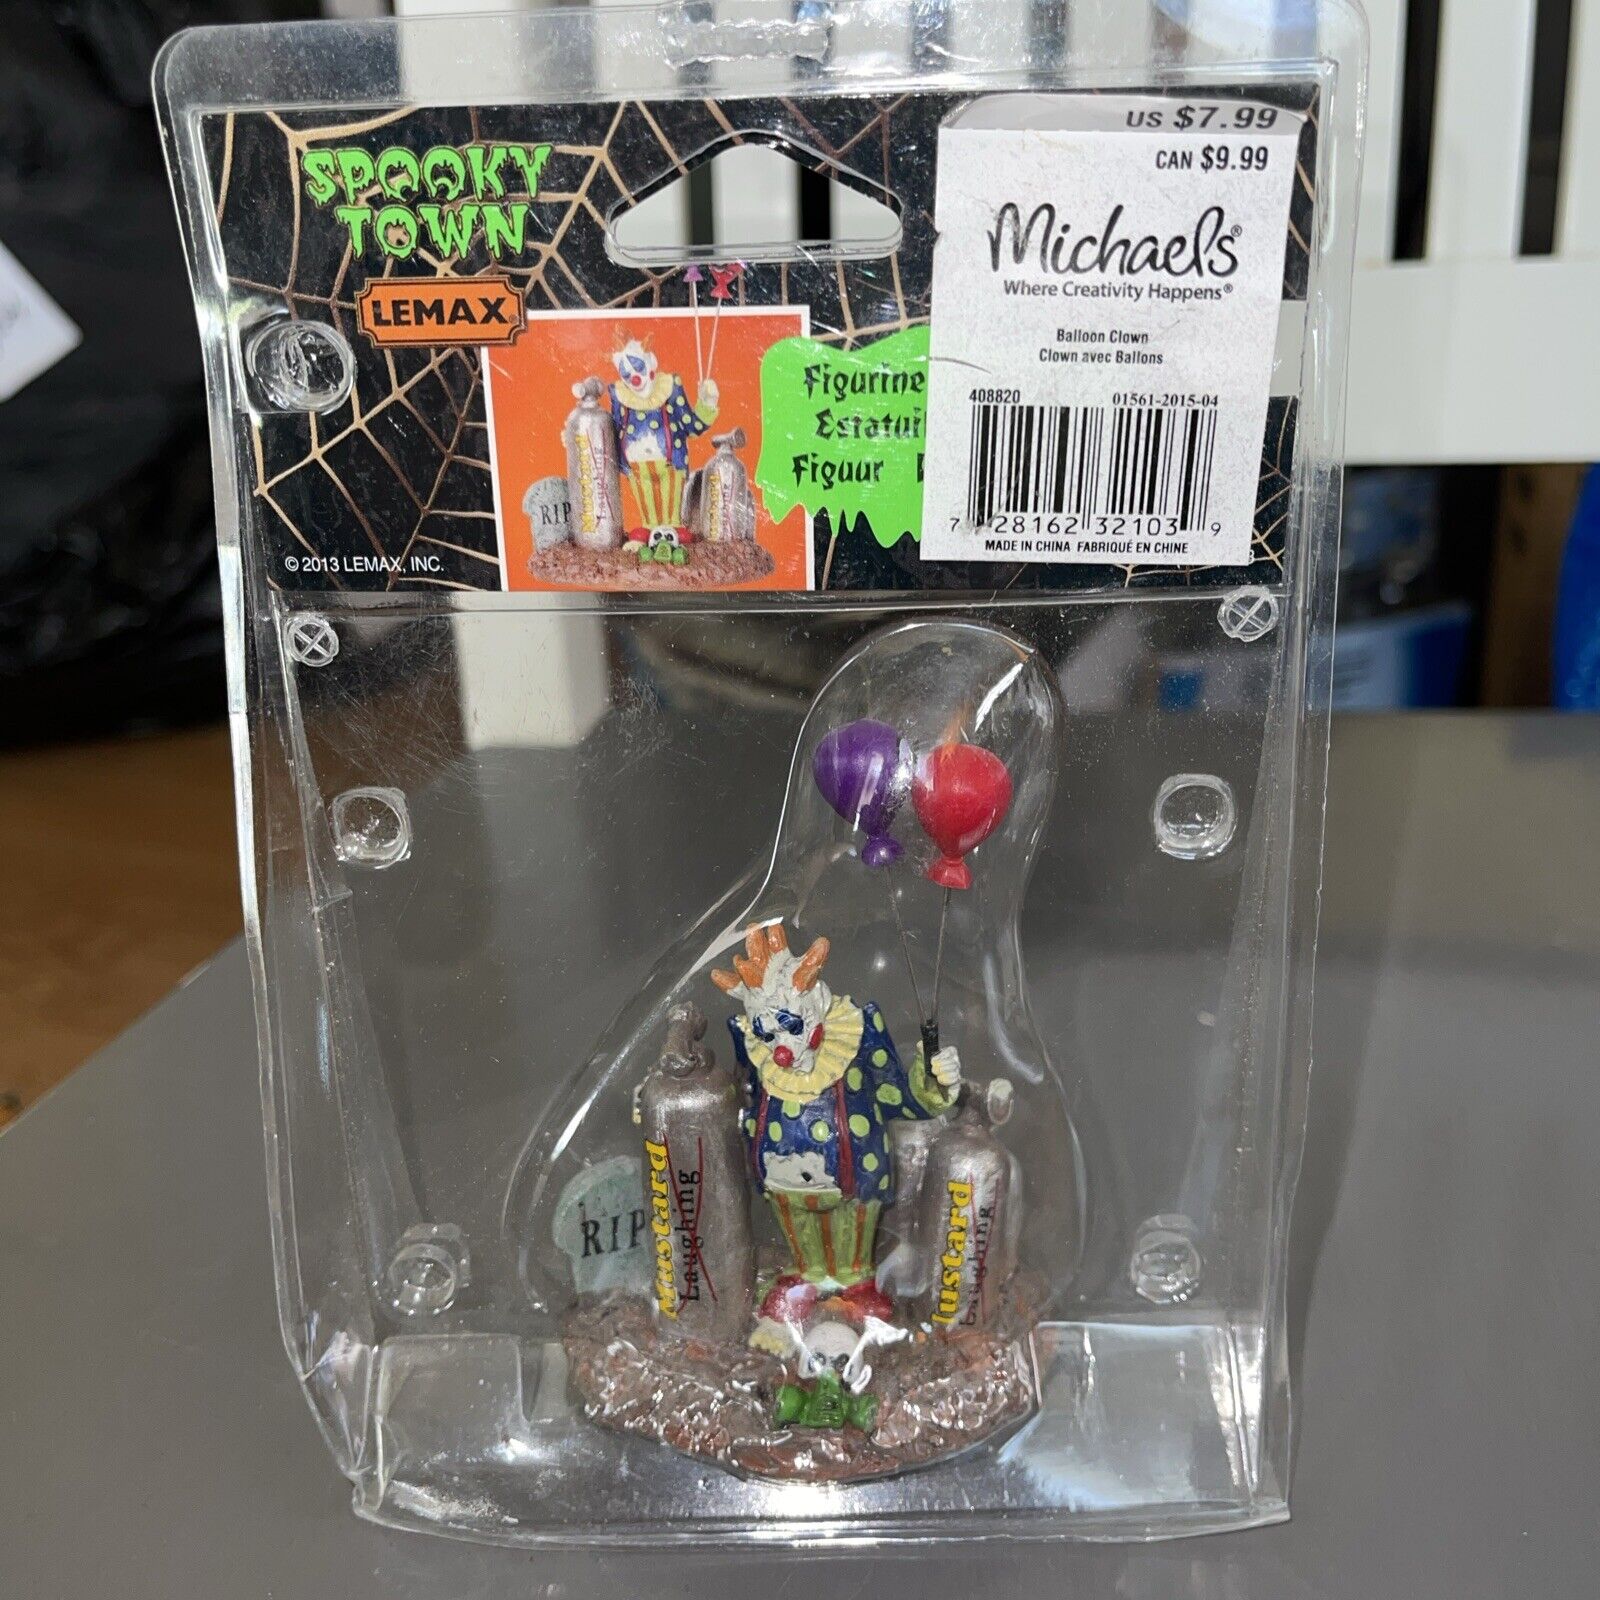 SPOOKY
TOWN
LEMAX
RIP
Mustard
Laughing
© 2013 LEMAX, INC.
Figurine
Figuur
US $7.99
CAN $9.99
Michaels®
Where Creativity Happens®
Balloon Clown
Clown avec Ballons
408820 01561-2015-04
7 28162 32103 9
MADE IN CHINA FABRIQUÉ EN CHINE
RIP
Mustard
Laughing
ustard
Laughing